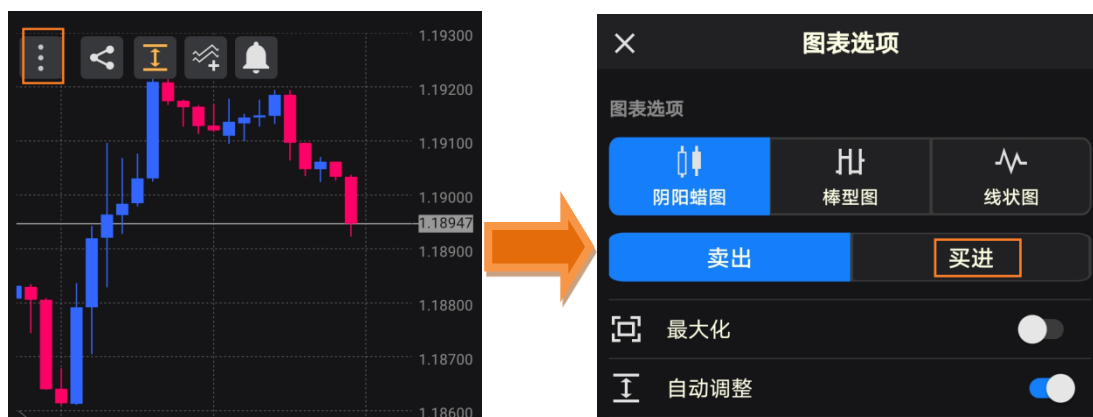 1.19300
1.19200
1.19100
1.19000
1.18947
1.18900
1.18800
1.18700
1.18600
图表选项
图表选项
阴阳蜡图
棒型图
线状图
卖出
买进
最大化
自动调整